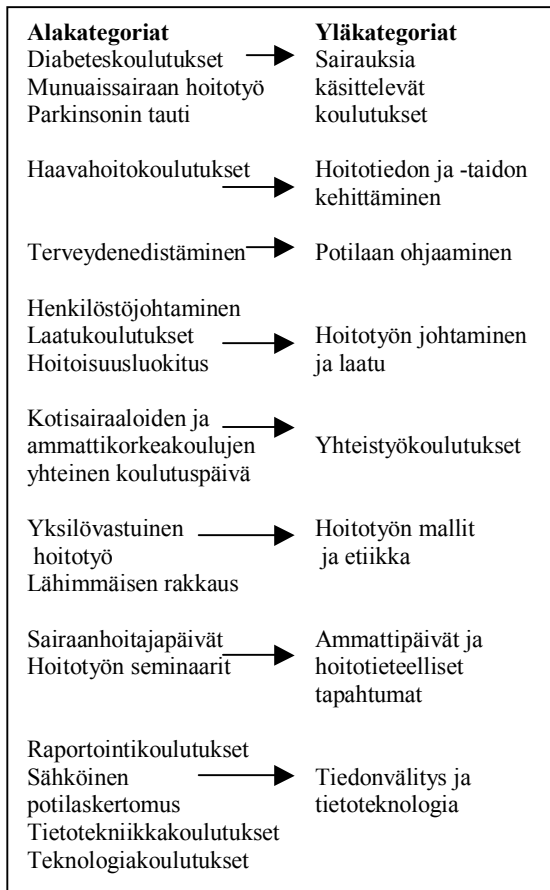 Alakategoriat Yläkategoriat
Diabeteskoulutukset Sairauksia
Munuaissairaan hoitotyö käsittelevät
Parkinsonin tauti koulutukset
Haavahoitokoulutukset Hoitotiedon ja -taidon
kehittäminen
Terveydenedistäminen Potilaan ohjaaminen
Henkilöstöjohtaminen
Laatukoulutukset Hoitotyön johtaminen
Hoitoisuusluokitus ja laatu
Kotisairaaloiden ja
ammattikorkeakoulujen Yhteistyökoulutukset
yhteinen koulutuspäivä
Yksilövastuinen Hoitotyön mallit
hoitotyö ja etiikka
Lähimmäisen rakkaus
Sairaanhoitajapäivät Ammattipäivät ja
Hoitotyön seminaarit hoitotieteelliset
tapahtumat
Raportointikoulutukset
Sähköinen Tiedonvälitys ja
potilaskertomus tietoteknologia
Tietotekniikkakoulutukset
Teknologiakoulutukset